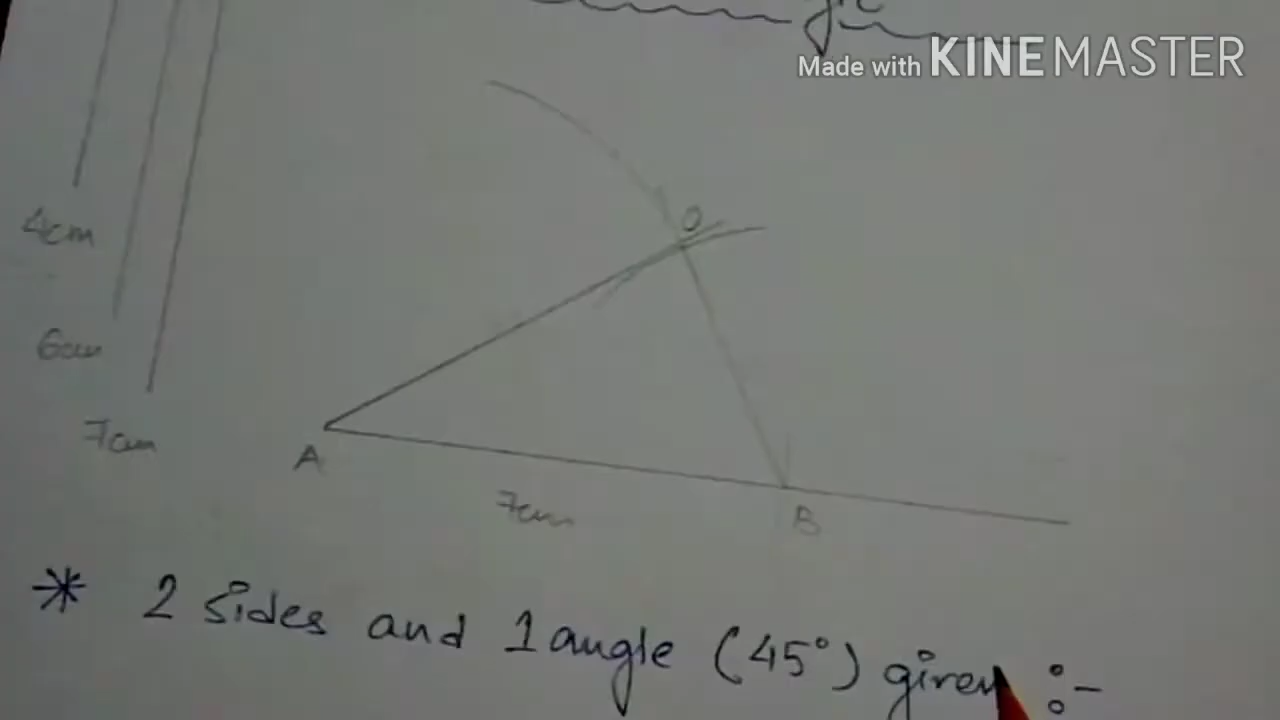 Made with KINEMASTER
O
4cm
6cm
7cm
A
7cm
B
* 2 sides and 1 angle (45°) given :-